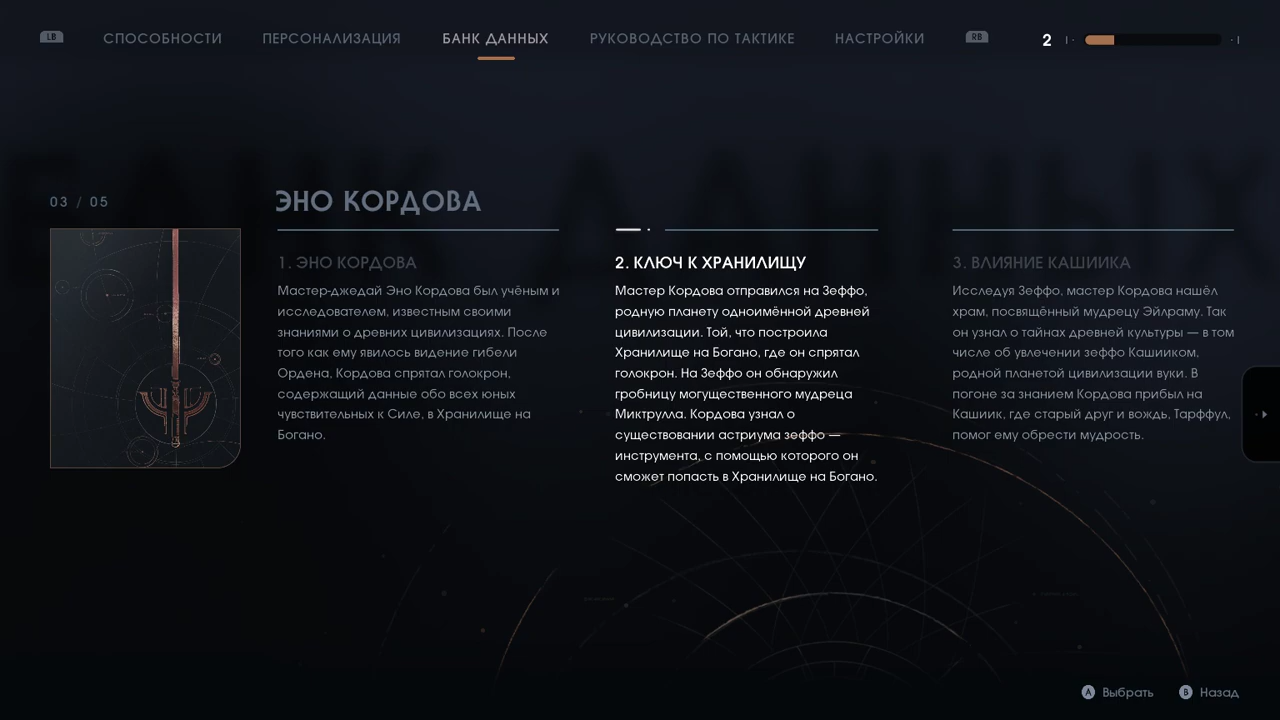 LB СПОСОБНОСТИ ПЕРСОНАЛИЗАЦИЯ БАНК ДАННЫХ РУКОВОДСТВО ПО ТАКТИКЕ НАСТРОЙКИ RB 2
БАНК ДАННЫХ
03 / 05
ЭНО КОРДОВА
1. ЭНО КОРДОВА
Мастер-джедай Эно Кордова был учёным и
исследователем, известным своими
знаниями о древних цивилизациях. После
того как ему явилось видение гибели
Ордена, Кордова спрятал голокрон,
содержащий данные обо всех юных
чувствительных к Силе, в Хранилище на
Богано.
2. КЛЮЧ К ХРАНИЛИЩУ
Мастер Кордова отправился на Зеффо,
родную планету одноимённой древней
цивилизации. Той, что построила
Хранилище на Богано, где он спрятал
голокрон. На Зеффо он обнаружил
гробницу могущественного мудреца
Миктрулла. Кордова узнал о
существовании астриума зеффо —
инструмента, с помощью которого он
сможет попасть в Хранилище на Богано.
3. ВЛИЯНИЕ КАШИИКА
Исследуя Зеффо, мастер Кордова нашёл
храм, посвящённый мудрецу Эйлраму. Так
он узнал о тайнах древней культуры — в том
числе об увлечении зеффо Кашииком,
родной планетой цивилизации вуки. В
погоне за знанием Кордова прибыл на
Кашиик, где старый друг и вождь, Тарффул,
помог ему обрести мудрость.
A Выбрать B Назад